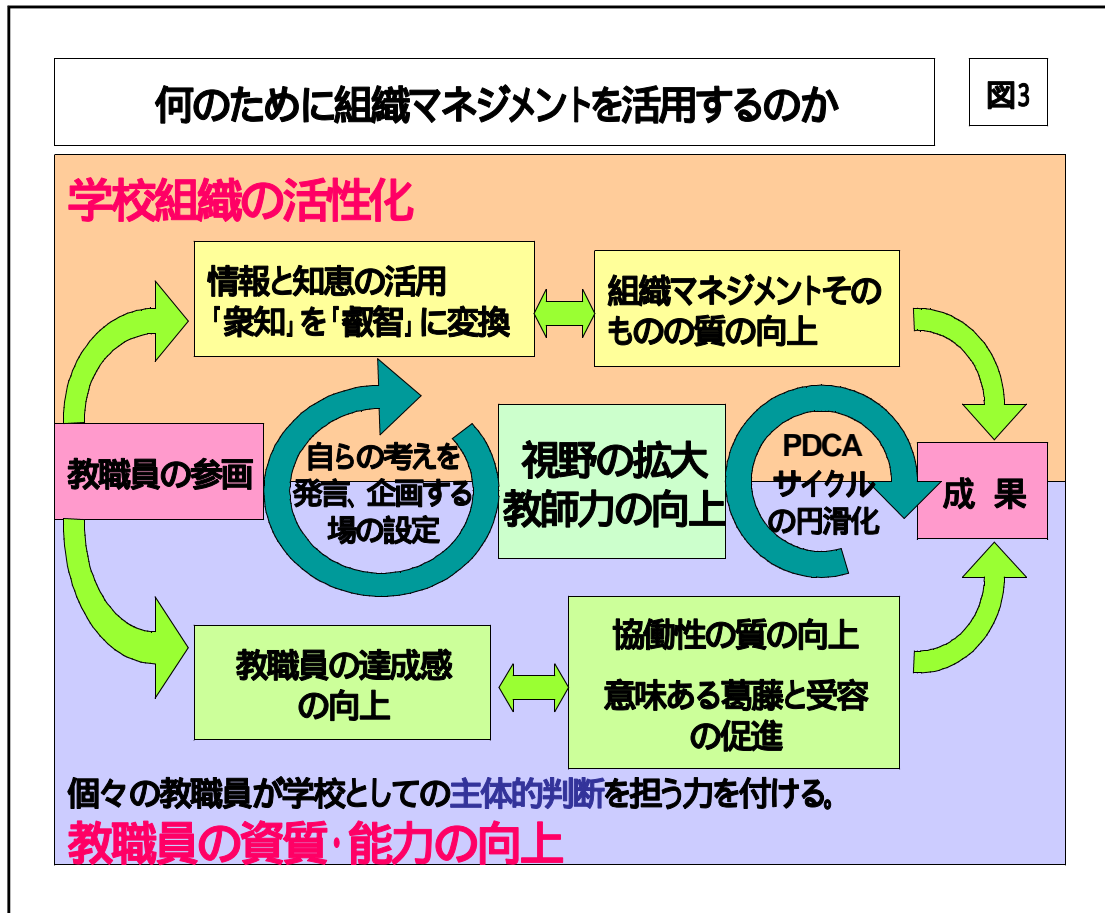 何のために組織マネジメントを活用するのか
図3
学校組織の活性化
情報と知恵の活用
「衆知」を「叡智」に変換
組織マネジメントその
ものの質の向上
教職員の参画
自らの考えを
発言、企画する
場の設定
視野の拡大
教師力の向上
PDCA
サイクル
の円滑化
成 果
教職員の達成感
の向上
協働性の質の向上
意味ある葛藤と受容
の促進
個々の教職員が学校としての主体的判断を担う力を付ける。
教職員の資質・能力の向上